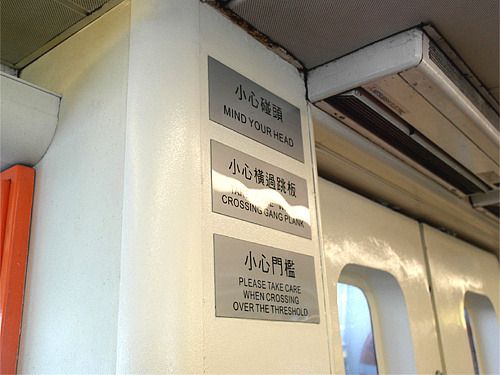 小心碰頭
MIND YOUR HEAD
小心橫過跳板
CROSSING GANG PLANK
小心門檻
PLEASE TAKE CARE
WHEN CROSSING
OVER THE THRESHOLD